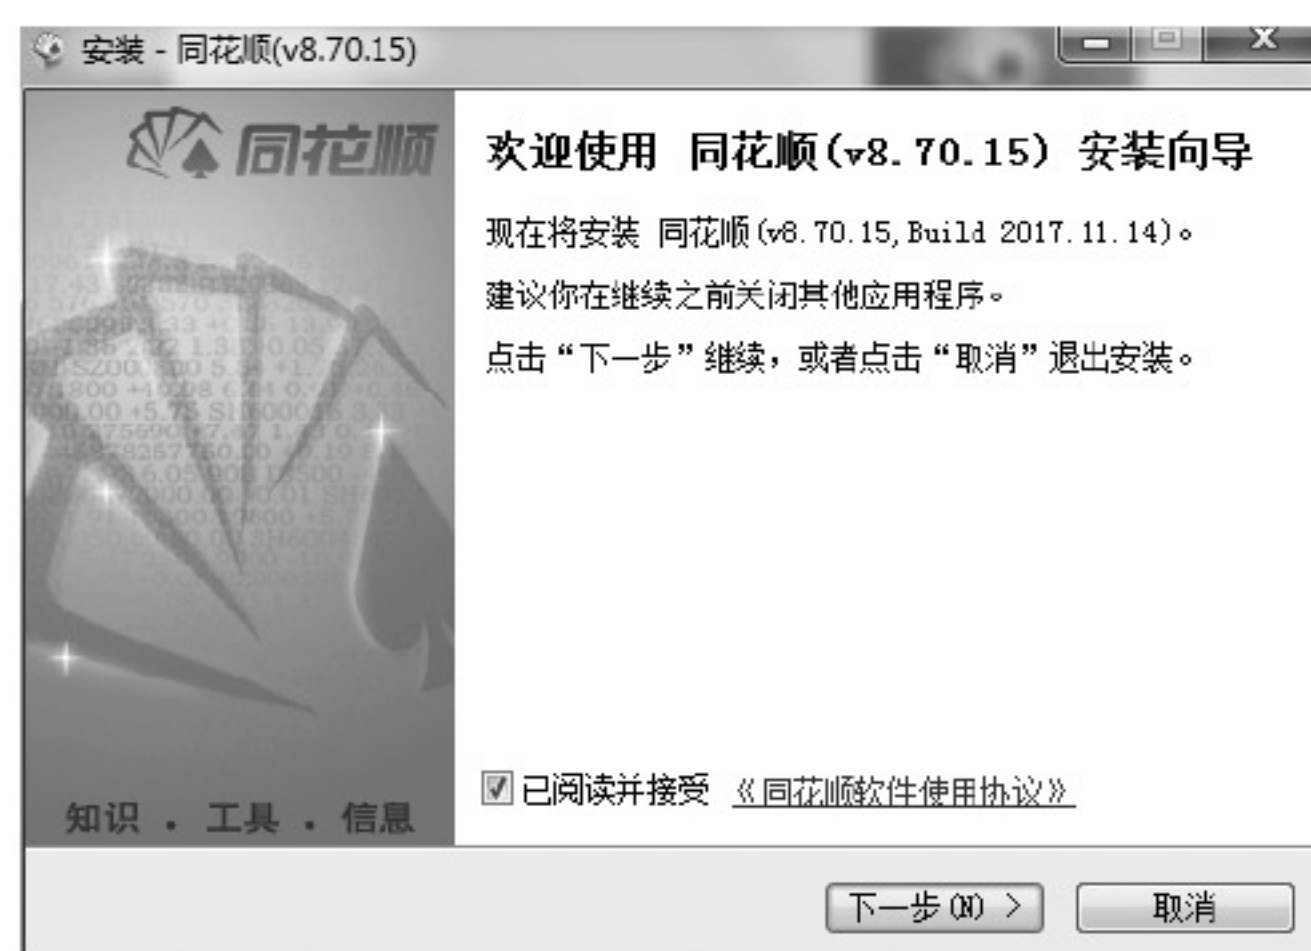 安装 - 同花顺(v8.70.15)
同花顺
欢迎使用 同花顺(v8.70.15) 安装向导
现在将安装 同花顺(v8.70.15,Build 2017.11.14)。
建议你在继续之前关闭其他应用程序。
点击“下一步”继续，或者点击“取消”退出安装。
已阅读并接受 《同花顺软件使用协议》
知识 . 工具 . 信息
下一步(N) >
取消